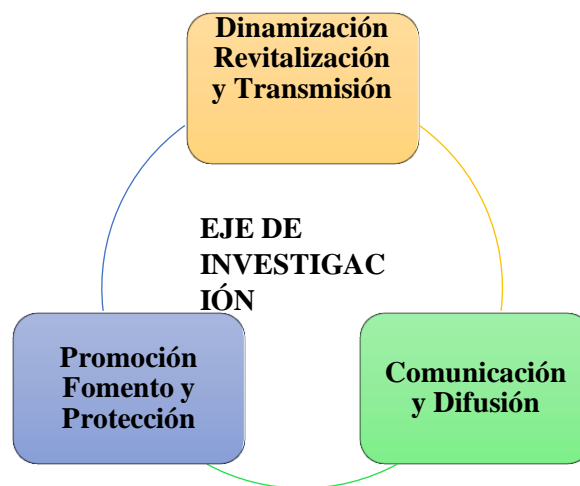 Dinamización
Revitalización
y Transmisión
EJE DE
INVESTIGAC
IÓN
Promoción
Fomento y
Protección
Comunicación
y Difusión